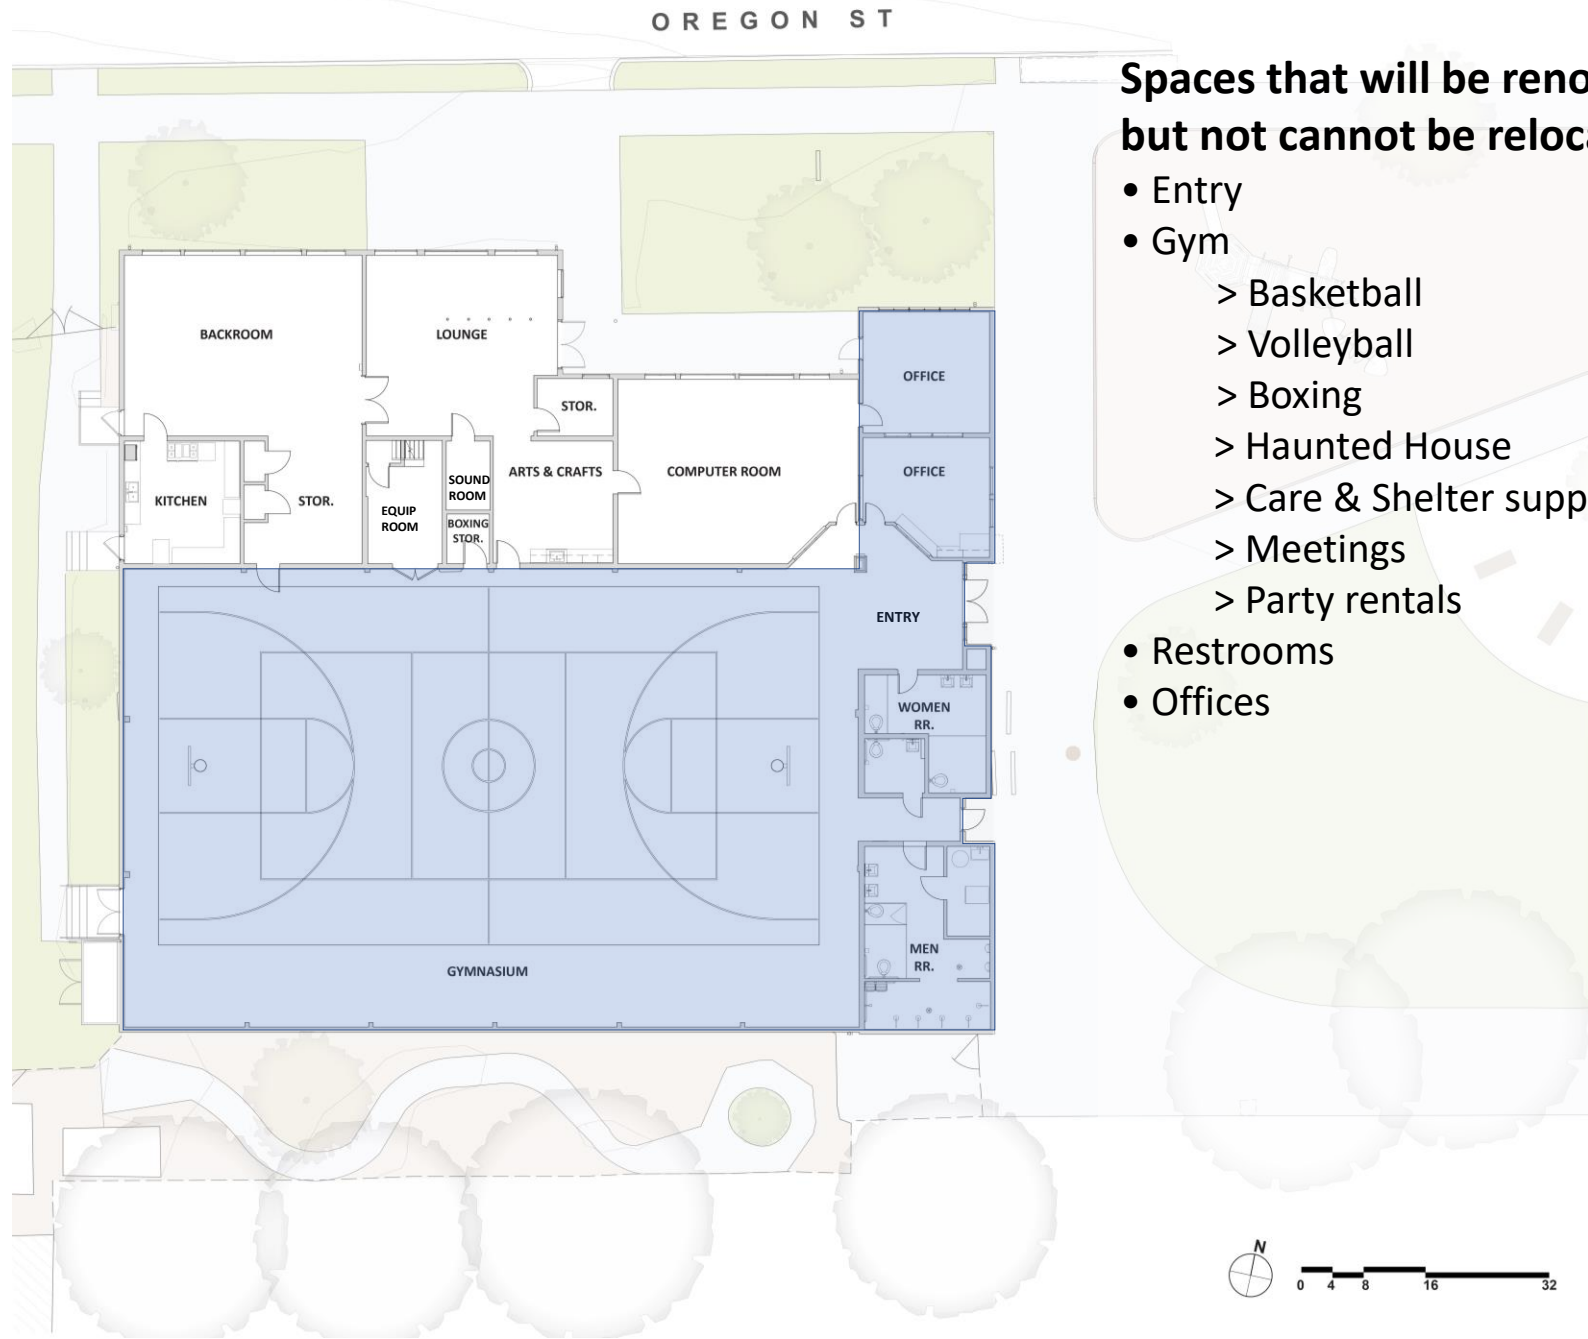 OREGON ST
Spaces that will be reno
but not cannot be reloca
• Entry
• Gym
> Basketball
> Volleyball
> Boxing
> Haunted House
> Care & Shelter supp
> Meetings
> Party rentals
• Restrooms
• Offices
BACKROOM
LOUNGE
OFFICE
STOR.
OFFICE
COMPUTER ROOM
ARTS & CRAFTS
SOUND
ROOM
KITCHEN
STOR.
EQUIP
ROOM
BOXING
STOR.
ENTRY
WOMEN
RR.
MEN
RR.
GYMNASIUM
N
0 4 8 16 32